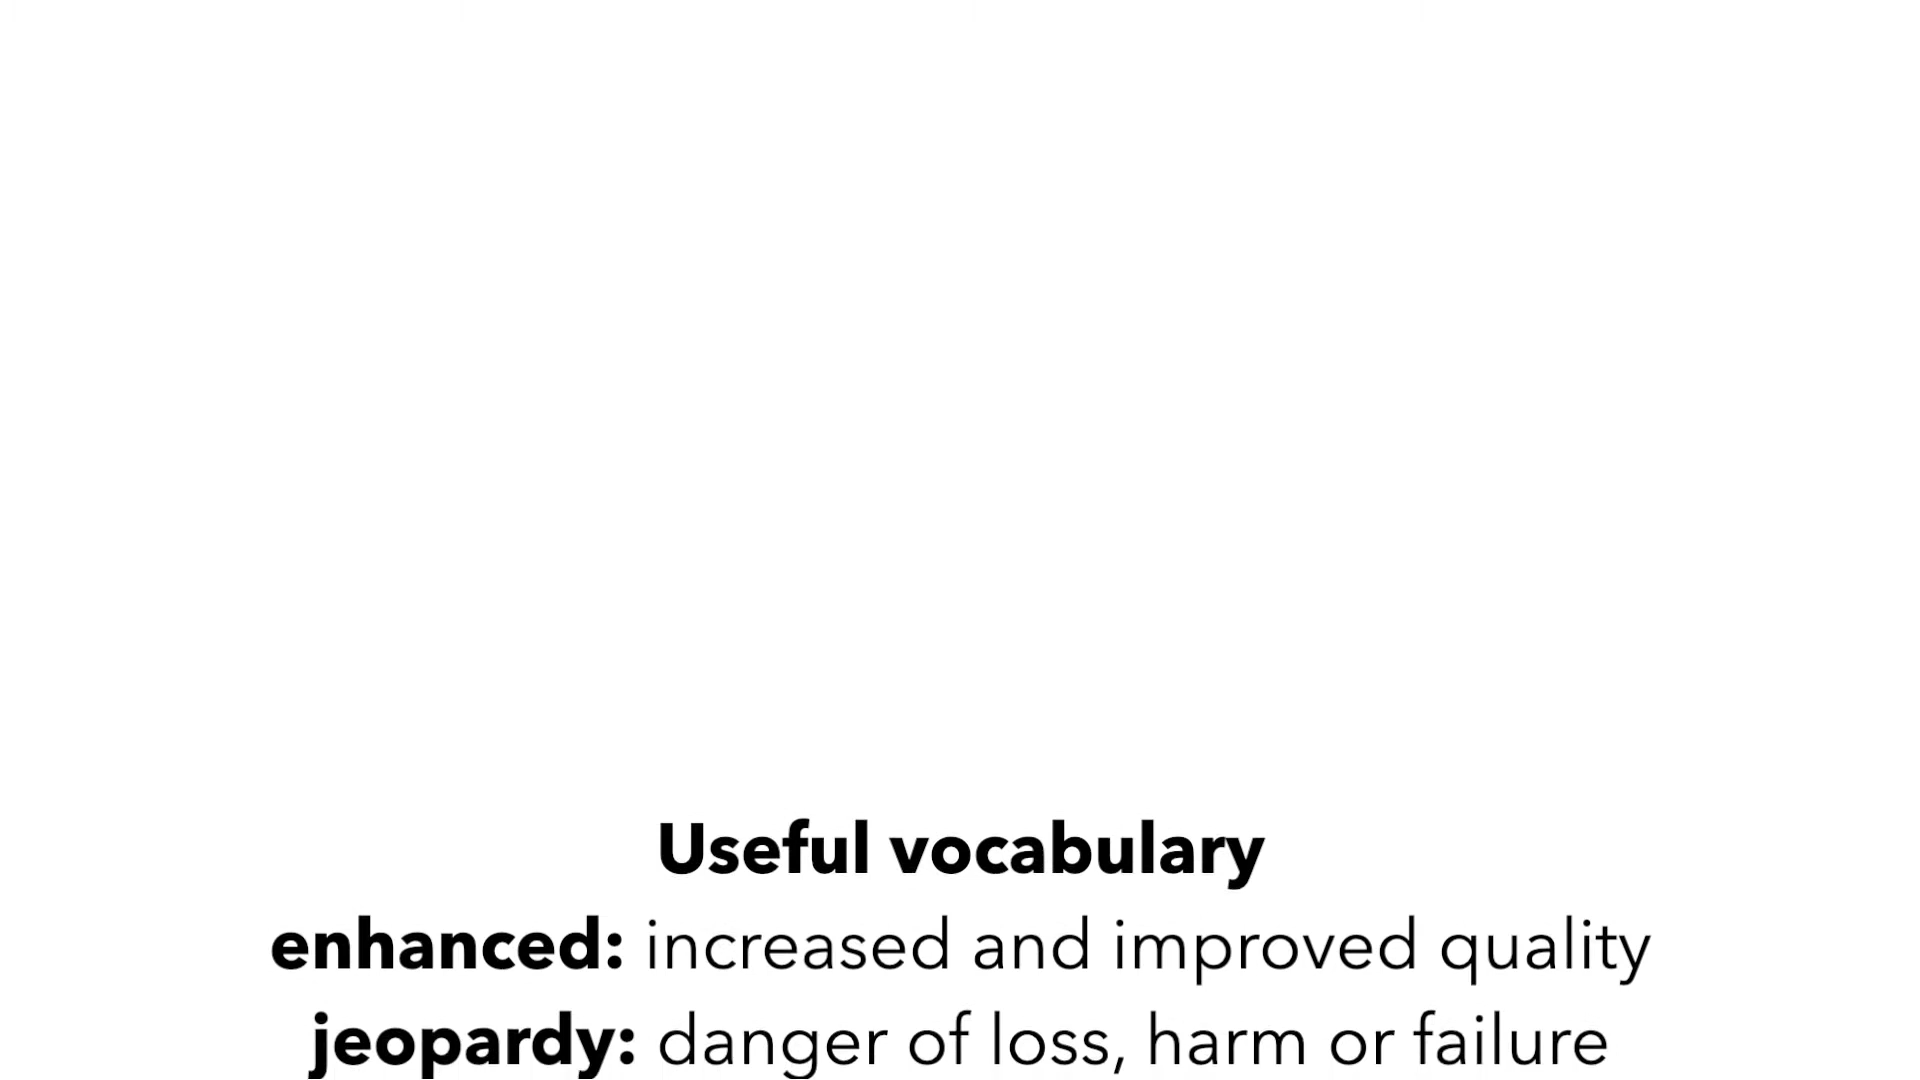 Useful vocabulary
enhanced: increased and improved quality
jeopardy: danger of loss, harm or failure